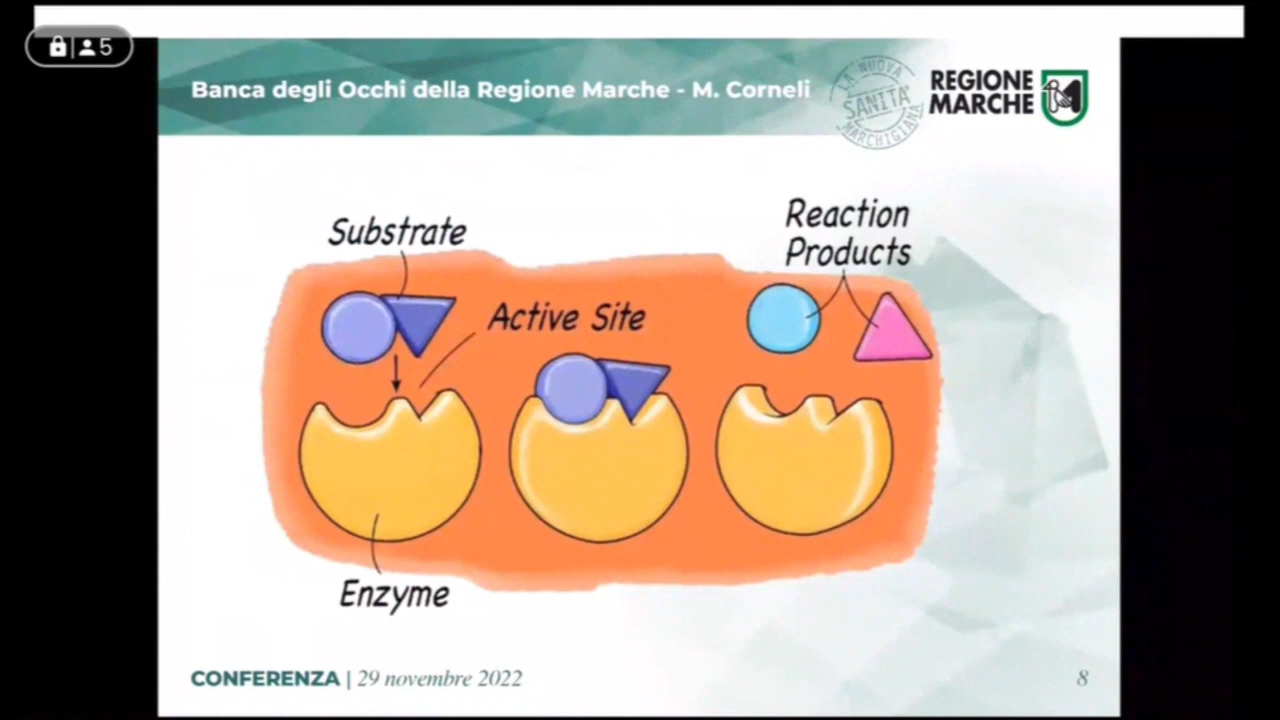 5
Banca degli Occhi della Regione Marche - M. Corneli
LA NUOVA
SANITA'
MARCHIGIANA
REGIONE
MARCHE
Substrate
Reaction
Products
Active Site
Enzyme
CONFERENZA | 29 novembre 2022
8